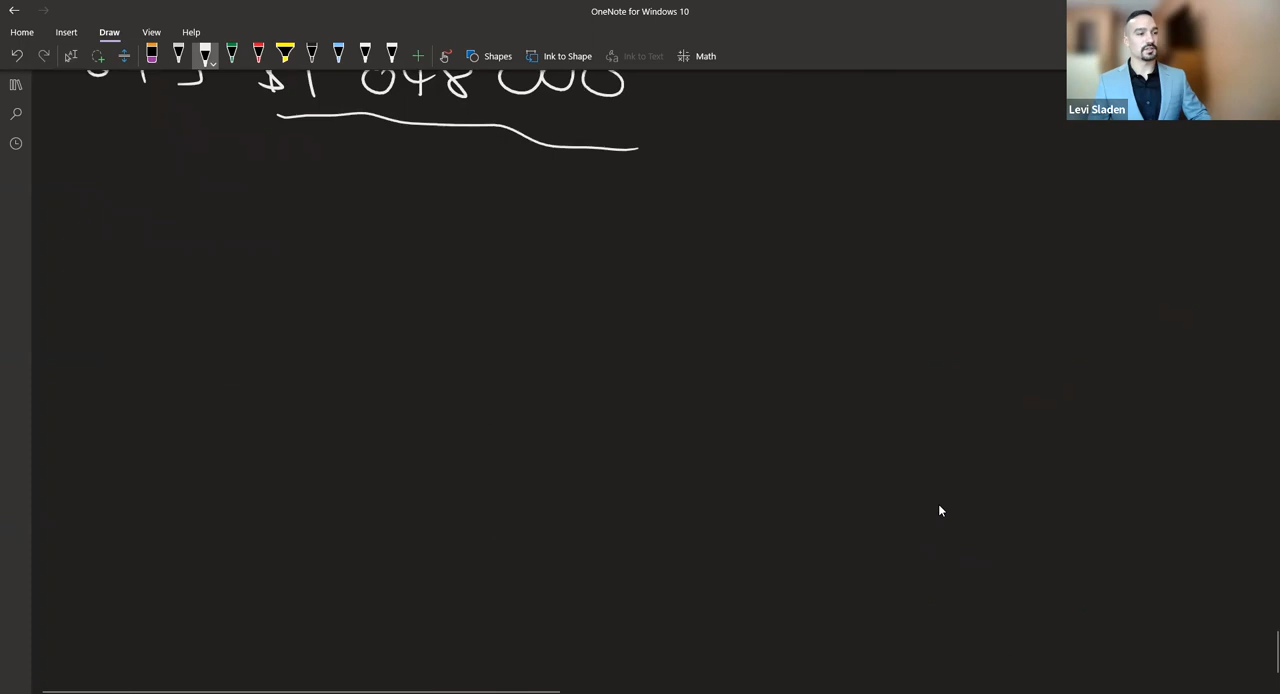 OneNote for Windows 10
Home Insert Draw View Help
Shapes Ink to Shape Ink to Text Math
$1 048 000
Levi Sladen